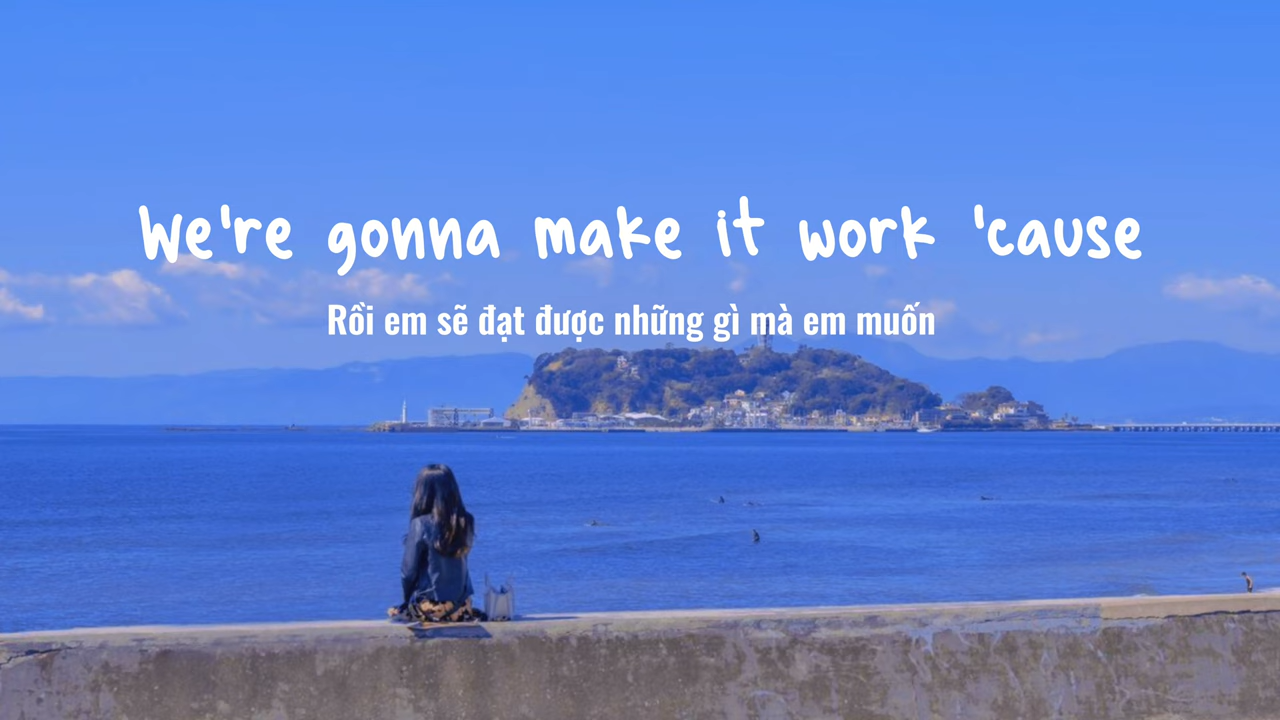 We're gonna make it work 'cause
Rồi em sẽ đạt được những gì mà em muốn